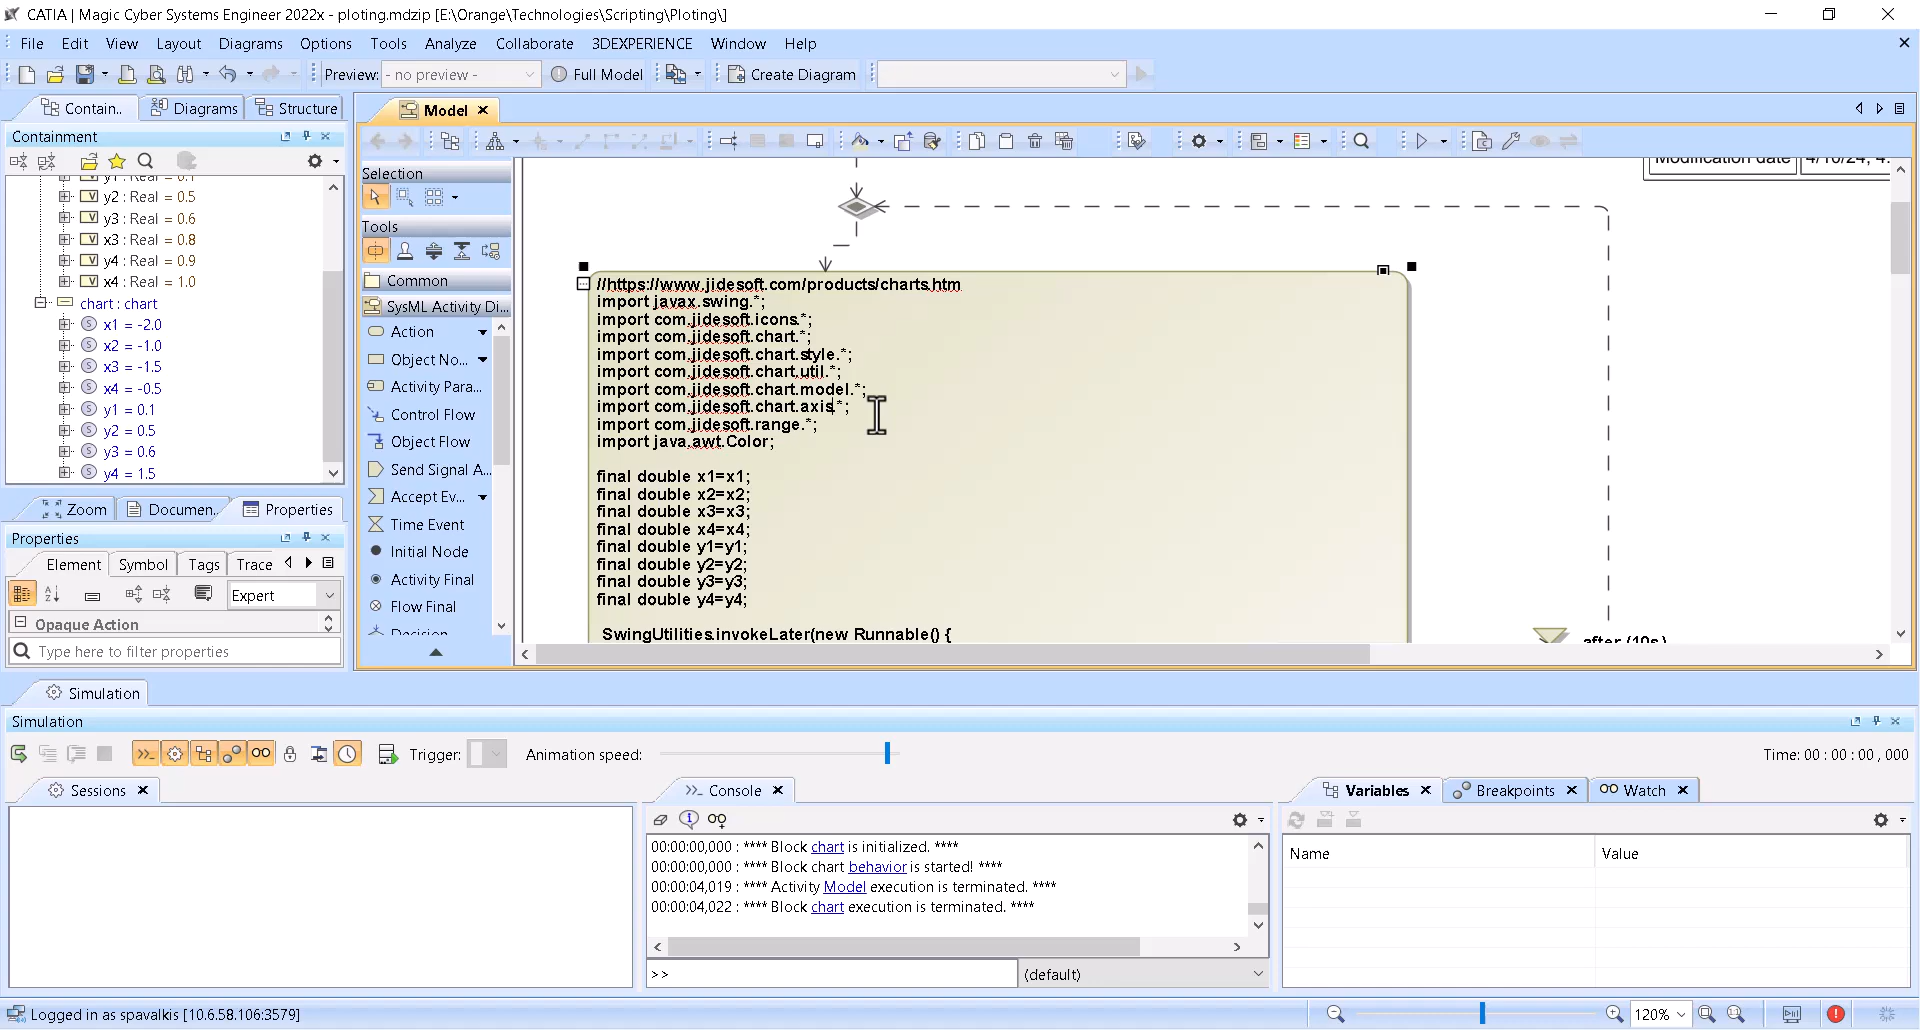 CATIA | Magic Cyber Systems Engineer 2022x - ploting.mdzip [E:\Orange\Technologies\Scripting\Ploting\]
File Edit View Layout Diagrams Options Tools Analyze Collaborate 3DEXPERIENCE Window Help
Preview: - no preview - Full Model Create Diagram
Contain.. Diagrams Structure
Model
Containment
y1 : Real = 0.1
y2 : Real = 0.5
y3 : Real = 0.6
x3 : Real = 0.8
y4 : Real = 0.9
x4 : Real = 1.0
chart : chart
x1 = -2.0
x2 = -1.0
x3 = -1.5
x4 = -0.5
y1 = 0.1
y2 = 0.5
y3 = 0.6
y4 = 1.5
Zoom Documen.. Properties
Properties
Element Symbol Tags Trace
Expert
Opaque Action
Type here to filter properties
Selection
Tools
Common
SysML Activity Di...
Action
Object No...
Activity Para...
Control Flow
Object Flow
Send Signal A...
Accept Ev...
Time Event
Initial Node
Activity Final
Flow Final
Decision
Modification date 4/10/24, 4:
//https://www.jidesoft.com/products/charts.htm
import javax.swing.*;
import com.jidesoft.icons.*;
import com.jidesoft.chart.*;
import com.jidesoft.chart.style.*;
import com.jidesoft.chart.util.*;
import com.jidesoft.chart.model.*;
import com.jidesoft.chart.axis.*;
import com.jidesoft.range.*;
import java.awt.Color;
final double x1=x1;
final double x2=x2;
final double x3=x3;
final double x4=x4;
final double y1=y1;
final double y2=y2;
final double y3=y3;
final double y4=y4;
SwingUtilities.invokeLater(new Runnable() {
after (10s)
Simulation
Simulation
Trigger: Animation speed: Time: 00 : 00 : 00 , 000
Sessions
Console
00:00:00,000 : **** Block chart is initialized. ****
00:00:00,000 : **** Block chart behavior is started! ****
00:00:04,019 : **** Activity Model execution is terminated. ****
00:00:04,022 : **** Block chart execution is terminated. ****
>> (default)
Variables Breakpoints Watch
Name Value
Logged in as spavalkis [10.6.58.106:3579]
120%